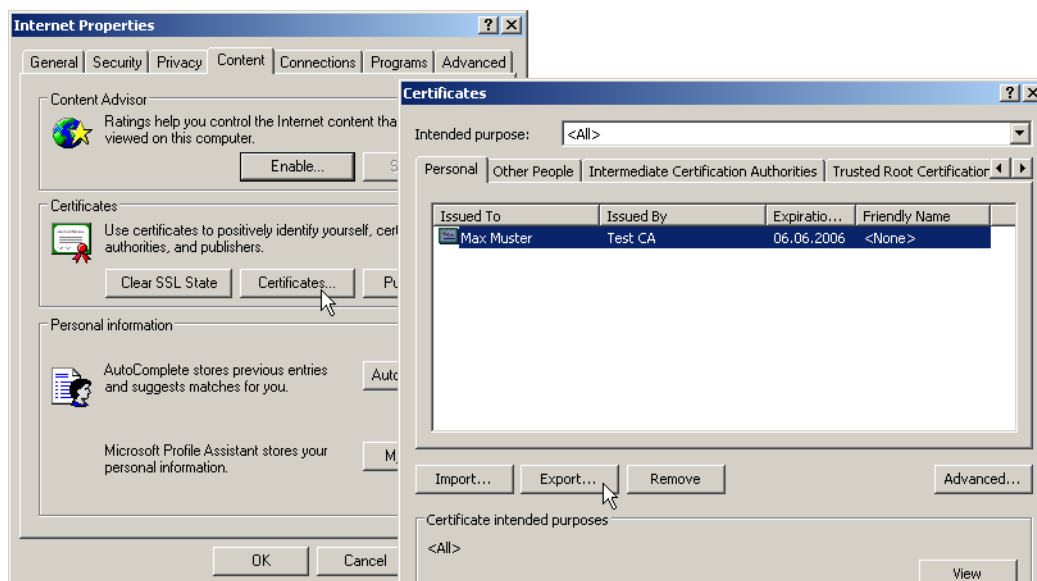 Internet Properties
General Security Privacy Content Connections Programs Advanced
Content Advisor
Ratings help you control the Internet content tha
viewed on this computer.
Enable... S
Certificates
Use certificates to positively identify yourself, cer
authorities, and publishers.
Clear SSL State Certificates... Pu
Personal information
AutoComplete stores previous entries
and suggests matches for you.
Auto
Microsoft Profile Assistant stores your
personal information.
M
OK Cancel
Certificates
Intended purpose: <All>
Personal Other People Intermediate Certification Authorities Trusted Root Certification
Issued To Issued By Expiratio... Friendly Name
Max Muster Test CA 06.06.2006 <None>
Import... Export... Remove Advanced...
Certificate intended purposes
<All>
View